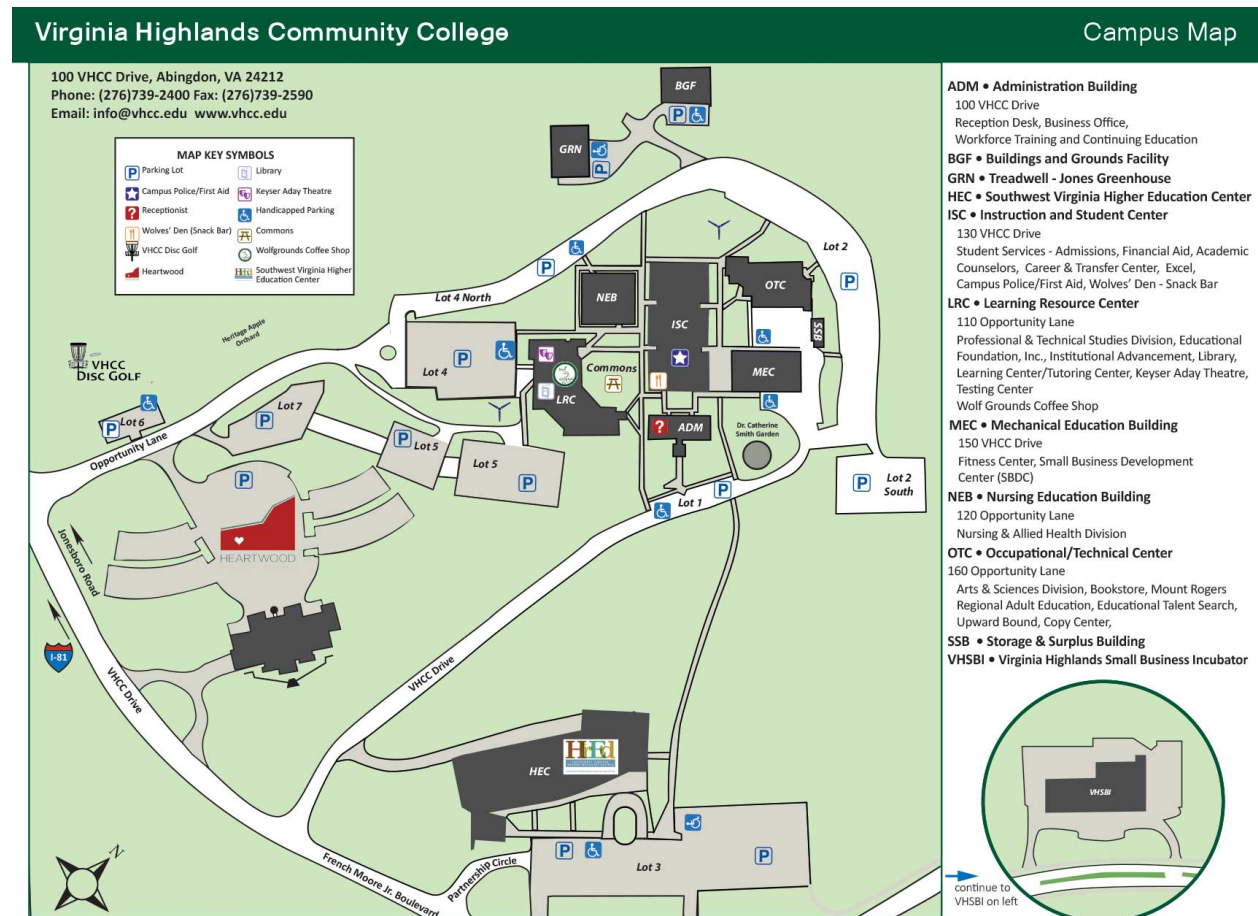 Virginia Highlands Community College
Campus Map
100 VHCC Drive, Abingdon, VA 24212
Phone: (276)739-2400 Fax: (276)739-2590
Email: info@vhcc.edu www.vhcc.edu
MAP KEY SYMBOLS
P Parking Lot
Library
Campus Police/First Aid
Keyser Aday Theatre
? Receptionist
Handicapped Parking
Wolves' Den (Snack Bar)
Commons
VHCC Disc Golf
Wolfgrounds Coffee Shop
Heartwood
Southwest Virginia Higher
Education Center
BGF
P
GRN
P
Lot 2
P
P
Lot 4 North
NEB
ISC
OTC
SSB
Heritage Apple
Orchard
VHCC
DISC GOLF
P
Lot 4
Commons
LRC
MEC
P Lot 6
Lot 7
P
Opportunity Lane
P Lot 5
Lot 5
P
? ADM
Dr. Catherine
Smith Garden
P
Lot 1
P
Lot 2
South
P
HEARTWOOD
Jonesboro Road
I-81
VHCC Drive
VHCC Drive
HEC
HrEd
French Moore Jr. Boulevard
Partnership Circle
P
Lot 3
P
N
ADM • Administration Building
100 VHCC Drive
Reception Desk, Business Office,
Workforce Training and Continuing Education
BGF • Buildings and Grounds Facility
GRN • Treadwell - Jones Greenhouse
HEC • Southwest Virginia Higher Education Center
ISC • Instruction and Student Center
130 VHCC Drive
Student Services - Admissions, Financial Aid, Academic
Counselors, Career & Transfer Center, Excel,
Campus Police/First Aid, Wolves' Den - Snack Bar
LRC • Learning Resource Center
110 Opportunity Lane
Professional & Technical Studies Division, Educational
Foundation, Inc., Institutional Advancement, Library,
Learning Center/Tutoring Center, Keyser Aday Theatre,
Testing Center
Wolf Grounds Coffee Shop
MEC • Mechanical Education Building
150 VHCC Drive
Fitness Center, Small Business Development
Center (SBDC)
NEB • Nursing Education Building
120 Opportunity Lane
Nursing & Allied Health Division
OTC • Occupational/Technical Center
160 Opportunity Lane
Arts & Sciences Division, Bookstore, Mount Rogers
Regional Adult Education, Educational Talent Search,
Upward Bound, Copy Center,
SSB • Storage & Surplus Building
VHSBI • Virginia Highlands Small Business Incubator
VHSBI
continue to
VHSBI on left